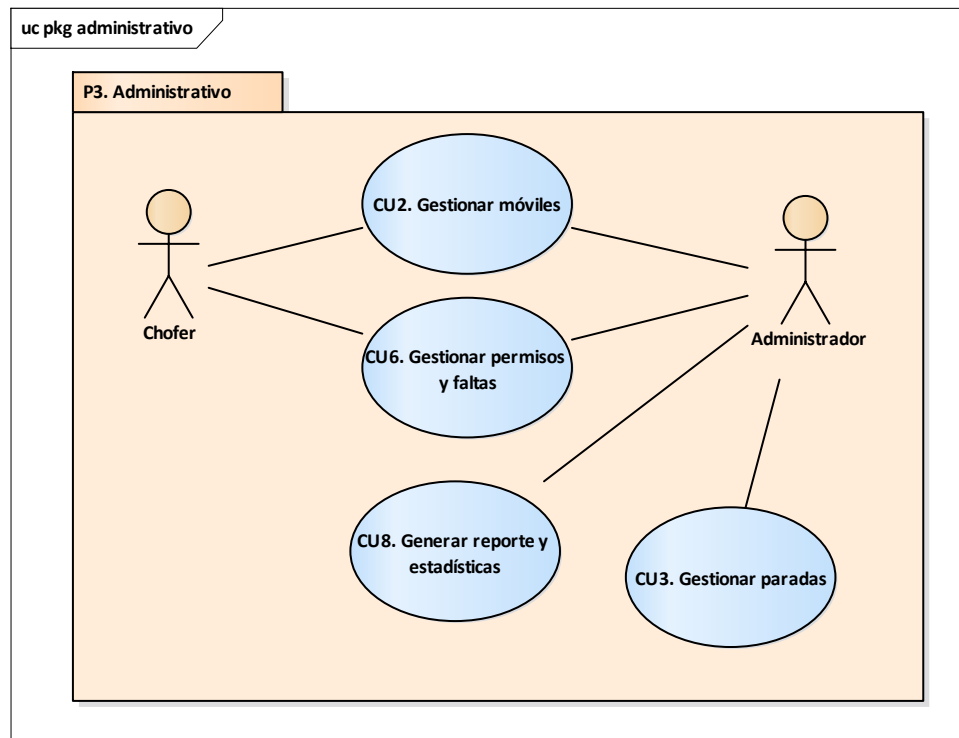 uc pkg administrativo
P3. Administrativo
CU2. Gestionar móviles
Chofer
Administrador
CU6. Gestionar permisos
y faltas
CU8. Generar reporte y
estadísticas
CU3. Gestionar paradas